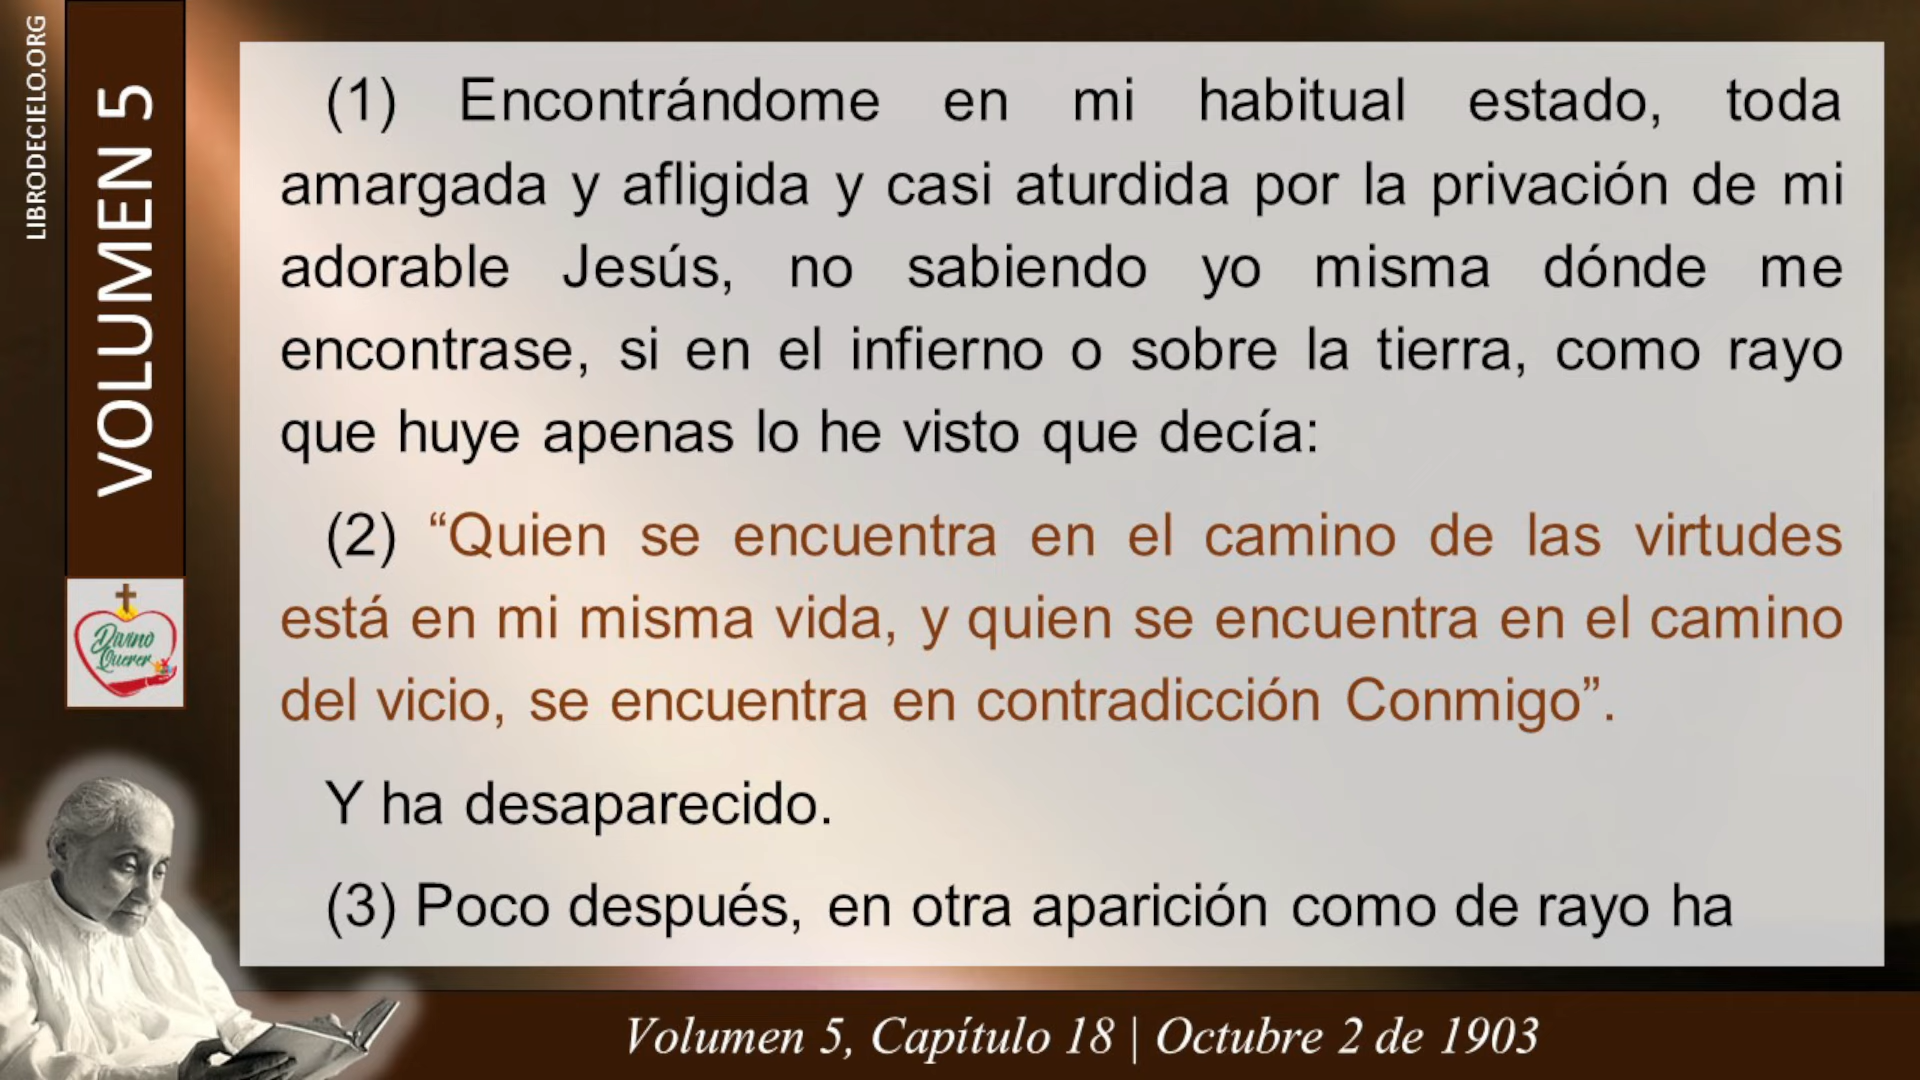 LIBRODECIELO.ORG
VOLUMEN 5
Divino
Querer
(1) Encontrándome en mi habitual estado, toda
amargada y afligida y casi aturdida por la privación de mi
adorable Jesús, no sabiendo yo misma dónde me
encontrase, si en el infierno o sobre la tierra, como rayo
que huye apenas lo he visto que decía:
(2) “Quien se encuentra en el camino de las virtudes
está en mi misma vida, y quien se encuentra en el camino
del vicio, se encuentra en contradicción Conmigo”.
Y ha desaparecido.
(3) Poco después, en otra aparición como de rayo ha
Volumen 5, Capítulo 18 | Octubre 2 de 1903